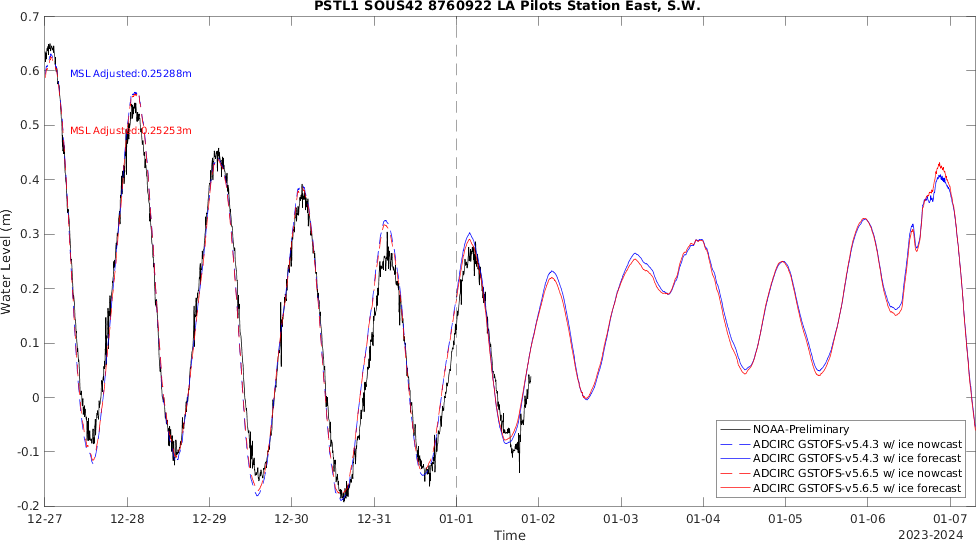 PSTL1 SOUS42 8760922 LA Pilots Station East, S.W.
0.7
0.6
0.5
0.4
0.3
0.2
0.1
0
-0.1
-0.2
Water Level (m)
MSL Adjusted:0.25288m
MSL Adjusted:0.25253m
NOAA-Preliminary
ADCIRC GSTOFS-v5.4.3 w/ ice nowcast
ADCIRC GSTOFS-v5.4.3 w/ ice forecast
ADCIRC GSTOFS-v5.6.5 w/ ice nowcast
ADCIRC GSTOFS-v5.6.5 w/ ice forecast
12-27 12-28 12-29 12-30 12-31 01-01 01-02 01-03 01-04 01-05 01-06 01-07
Time
2023-2024